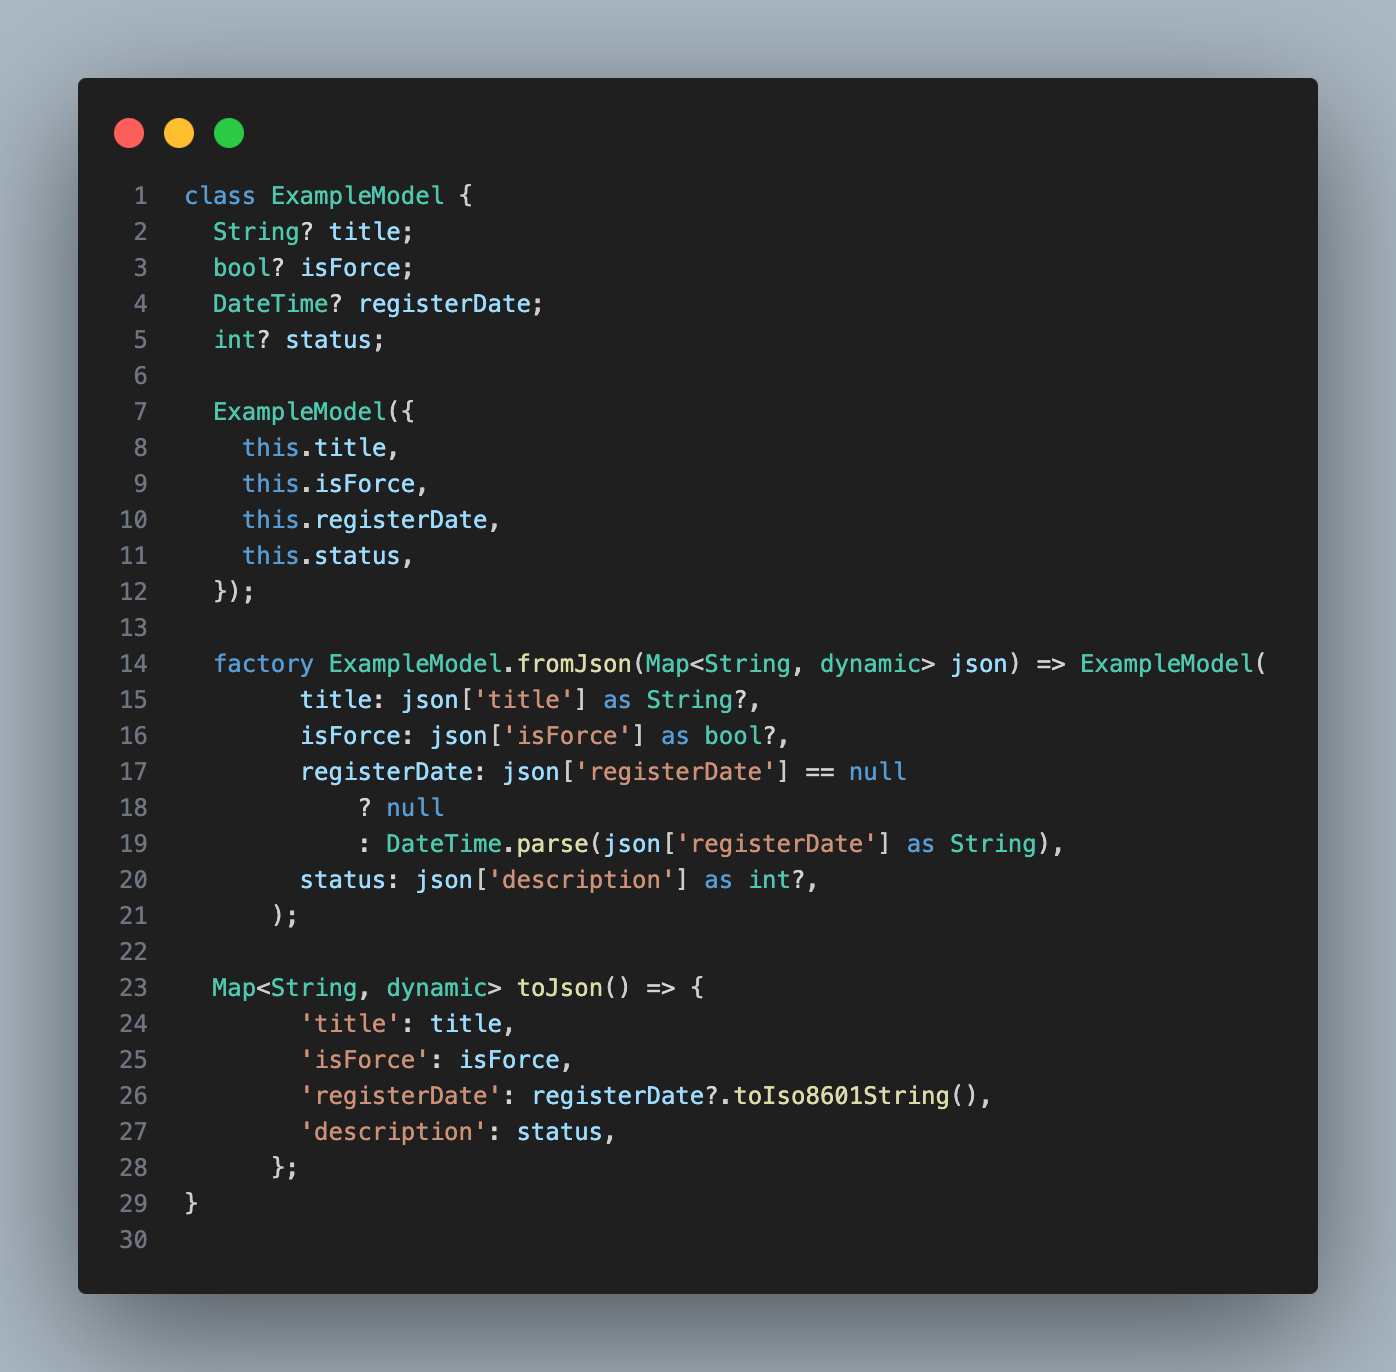 1 class ExampleModel {
2   String? title;
3   bool? isForce;
4   DateTime? registerDate;
5   int? status;
6
7   ExampleModel({
8     this.title,
9     this.isForce,
10     this.registerDate,
11     this.status,
12   });
13
14   factory ExampleModel.fromJson(Map<String, dynamic> json) => ExampleModel(
15         title: json['title'] as String?,
16         isForce: json['isForce'] as bool?,
17         registerDate: json['registerDate'] == null
18             ? null
19             : DateTime.parse(json['registerDate'] as String),
20         status: json['description'] as int?,
21       );
22
23   Map<String, dynamic> toJson() => {
24         'title': title,
25         'isForce': isForce,
26         'registerDate': registerDate?.toIso8601String(),
27         'description': status,
28       };
29 }
30